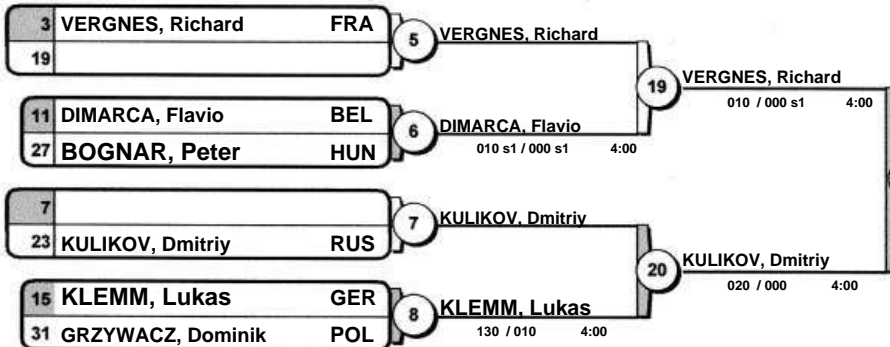 3 VERGNES, Richard FRA
19
5
VERGNES, Richard
11 DIMARCA, Flavio BEL
27 BOGNAR, Peter HUN
6
DIMARCA, Flavio
010 s1 / 000 s1 4:00
19
VERGNES, Richard
010 / 000 s1 4:00
7
23 KULIKOV, Dmitriy RUS
7
KULIKOV, Dmitriy
15 KLEMM, Lukas GER
31 GRZYWACZ, Dominik POL
8
KLEMM, Lukas
130 / 010 4:00
20
KULIKOV, Dmitriy
020 / 000 4:00